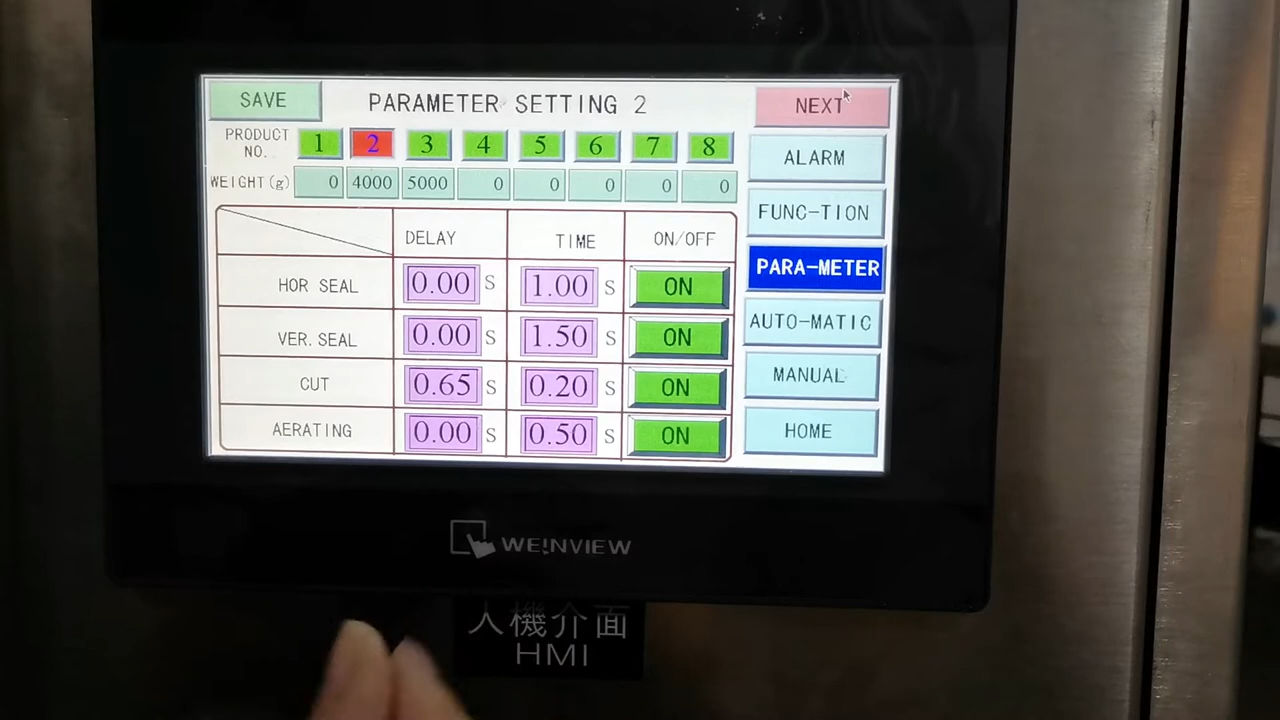 SAVE PARAMETER SETTING 2 NEXT
PRODUCT NO. 1 2 3 4 5 6 7 8
WEIGHT(g) 0 4000 5000 0 0 0 0 0
ALARM
FUNC-TION
PARA-METER
AUTO-MATIC
MANUAL
HOME
DELAY TIME ON/OFF
HOR SEAL 0.00 S 1.00 S ON
VER.SEAL 0.00 S 1.50 S ON
CUT 0.65 S 0.20 S ON
AERATING 0.00 S 0.50 S ON
WEINVIEW
人機介面
HMI